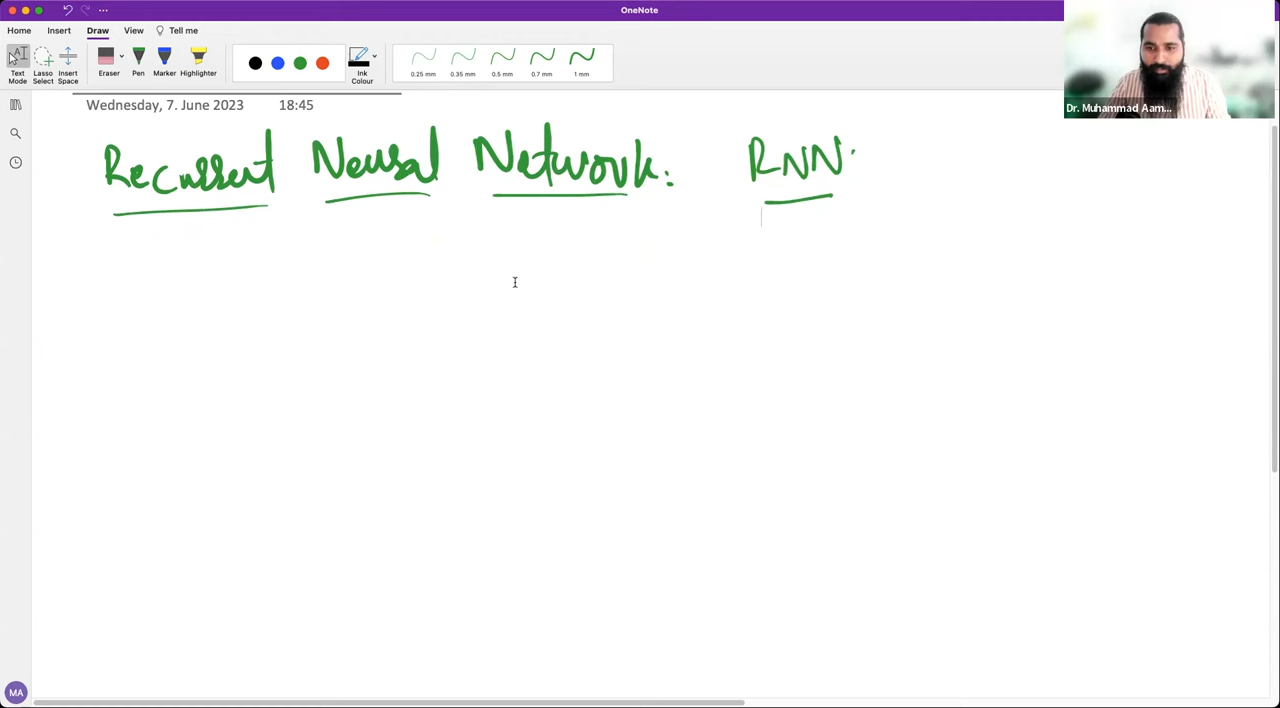 OneNote
Home Insert Draw View Tell me
Text Mode
Lasso Select
Insert Space
Eraser
Pen
Marker
Highlighter
Ink Colour
0.25 mm 0.35 mm 0.5 mm 0.7 mm 1 mm
Dr. Muhammad Aam...
Wednesday, 7. June 2023 18:45
Recurrent Neural Network: RNN:
MA